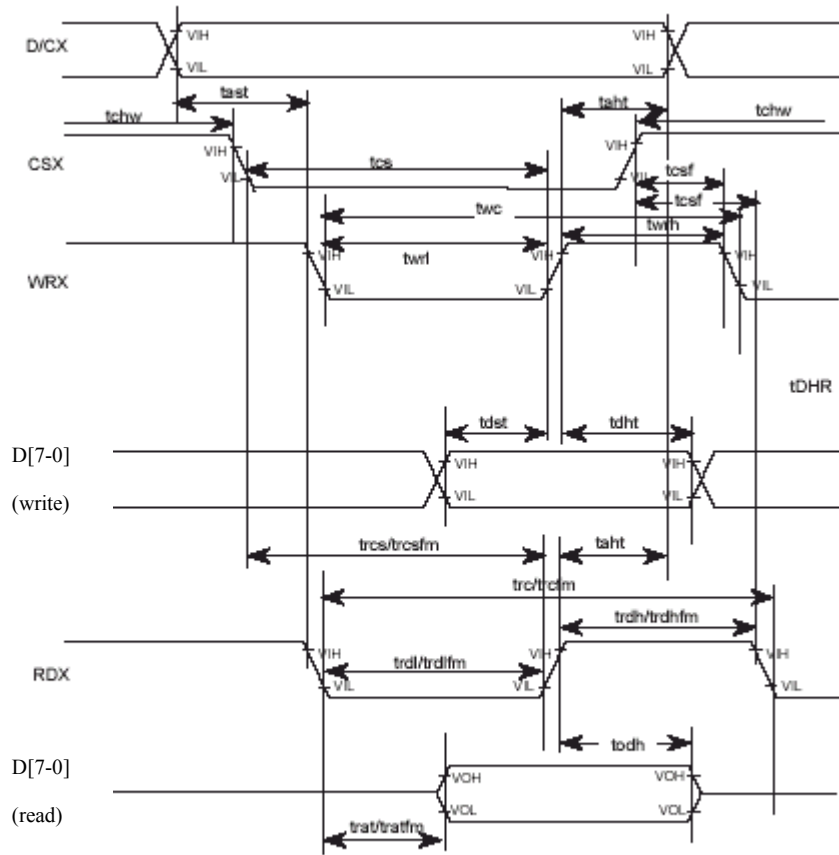 D/CX
VIH
VIL
VIH
VIL
tast
taht
tchw
tchw
CSX
VIH
VIL
tcs
VIH
VIL
tcsf
tcsf
twc
twrh
WRX
VIH
VIL
twrl
VIH
VIL
VIH
VIL
tDHR
tdst
tdht
D[7-0]
(write)
VIH
VIL
VIH
VIL
trcs/trcsfm
taht
trc/trcfm
trdh/trdhfm
RDX
VIH
VIL
trdl/trdlfm
VIH
VIL
VIH
VIL
todh
D[7-0]
(read)
VOH
VOL
VOH
VOL
trat/tratfm